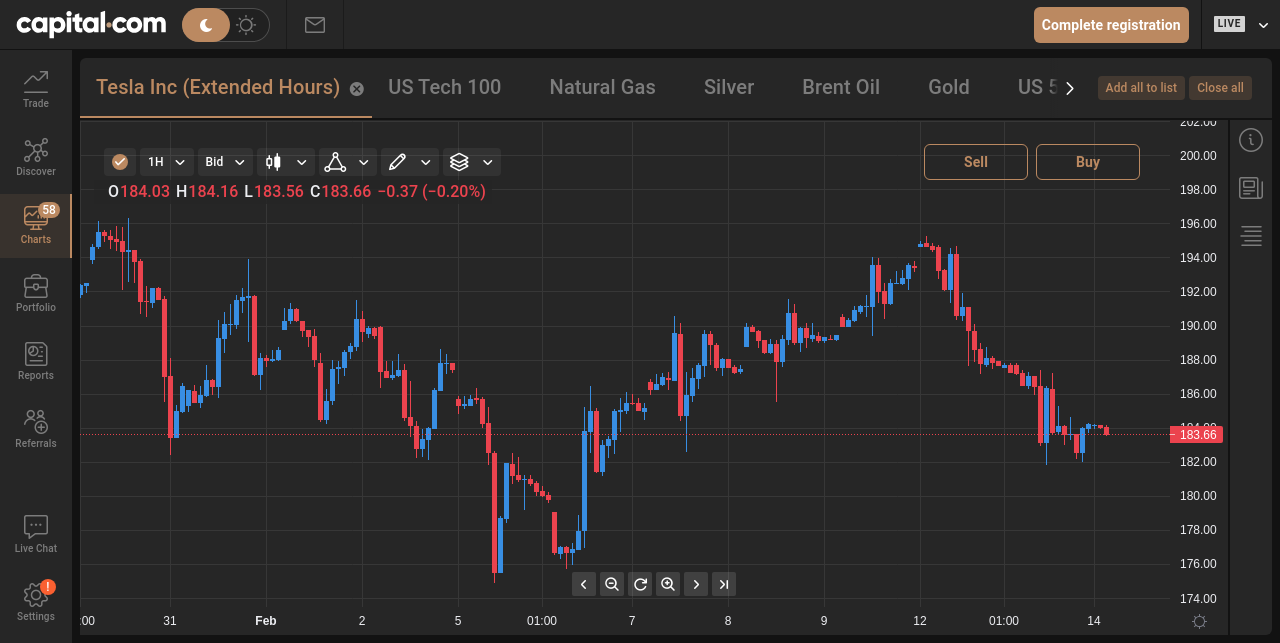 capital.com
Complete registration
LIVE
Trade
Discover
58
Charts
Portfolio
Reports
Referrals
Live Chat
!
Settings
Tesla Inc (Extended Hours)
US Tech 100
Natural Gas
Silver
Brent Oil
Gold
US 5
Add all to list
Close all
1H
Bid
Sell
Buy
O184.03 H184.16 L183.56 C183.66 −0.37 (−0.20%)
202.00
200.00
198.00
196.00
194.00
192.00
190.00
188.00
186.00
184.00
183.66
182.00
180.00
178.00
176.00
174.00
:00
31
Feb
2
5
01:00
7
8
9
12
01:00
14